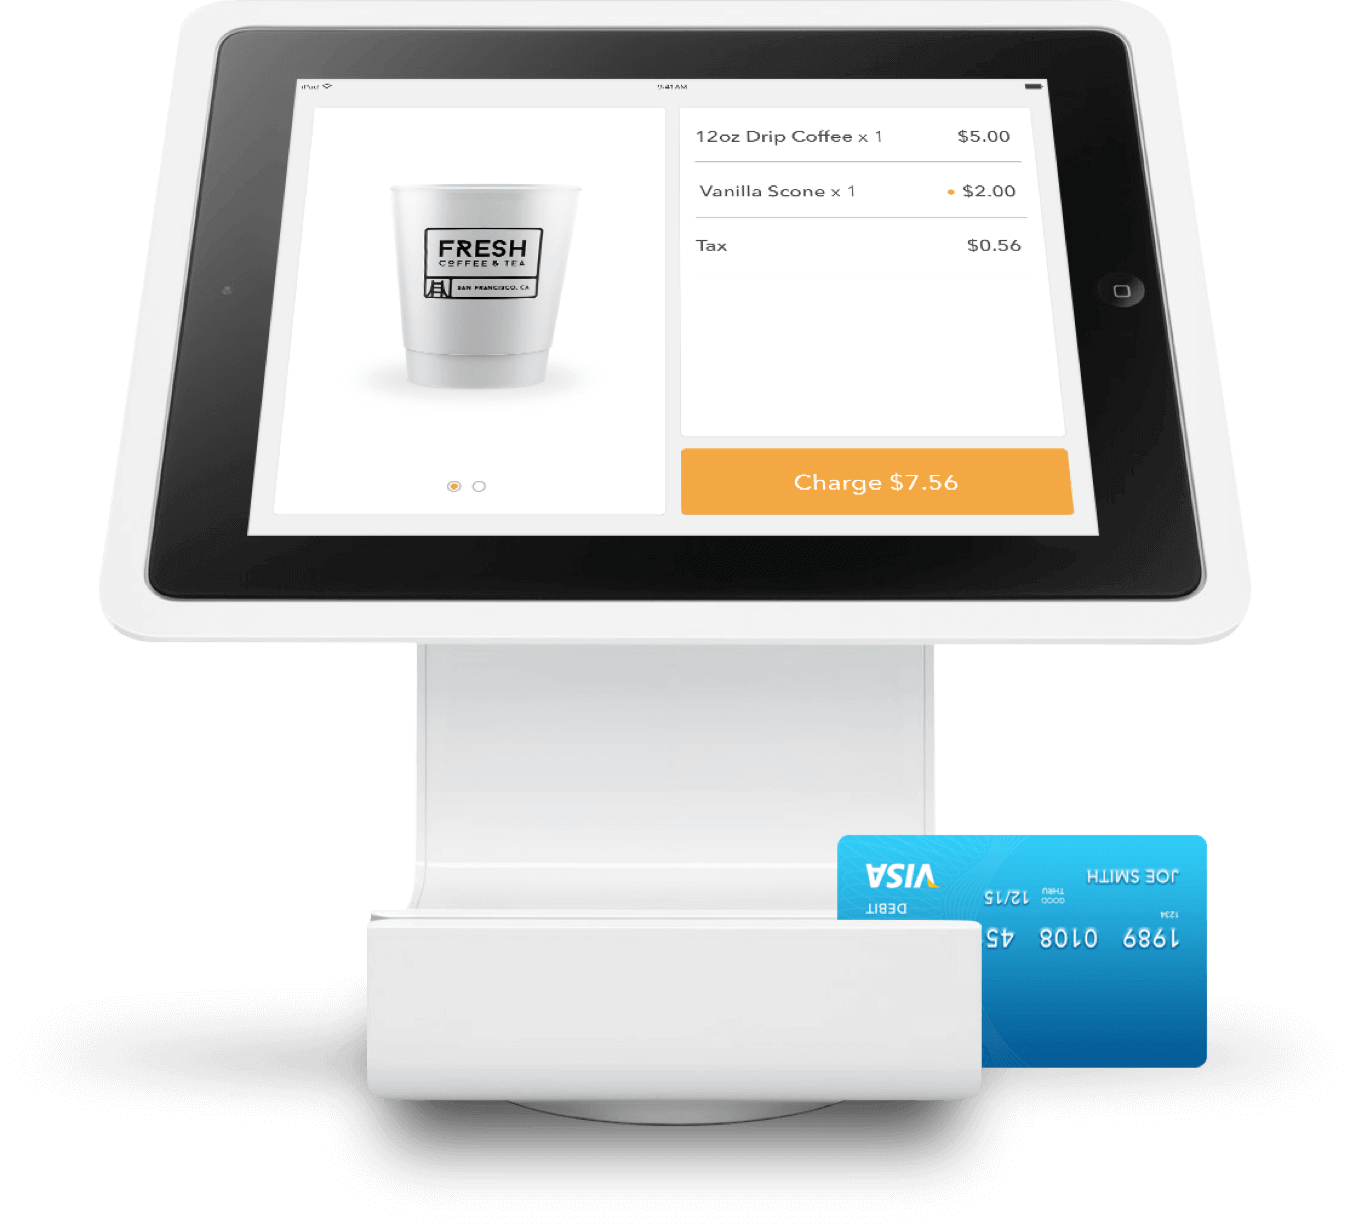 iPad
9:41 AM
12oz Drip Coffee x 1 $5.00
Vanilla Scone x 1 $2.00
Tax $0.56
Charge $7.56
FRESH
COFFEE & TEA
SAN FRANCISCO, CA
VISA
DEBIT
JOE SMITH
GOOD
THRU
12/15
1234
1989 0108 45